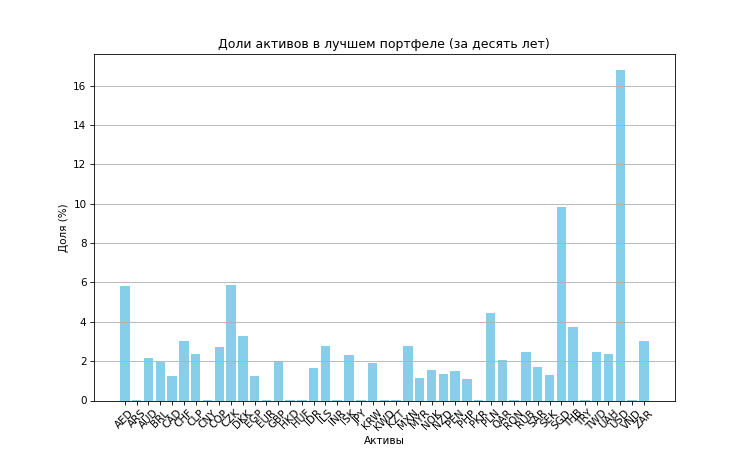 Доли активов в лучшем портфеле (за десять лет)
Доля (%)
16
14
12
10
8
6
4
2
0
AED
ARS
AUD
BRL
CAD
CHF
CLP
CNY
COP
CZK
DKK
EGP
EUR
GBP
HKD
HUF
IDR
ILS
INR
ISK
JPY
KRW
KWD
KZT
MXN
MYR
NOK
NZD
PEN
PHP
PKR
PLN
QAR
RON
RUB
SAR
SEK
SGD
THB
TRY
TWD
UAH
USD
VND
ZAR
Активы